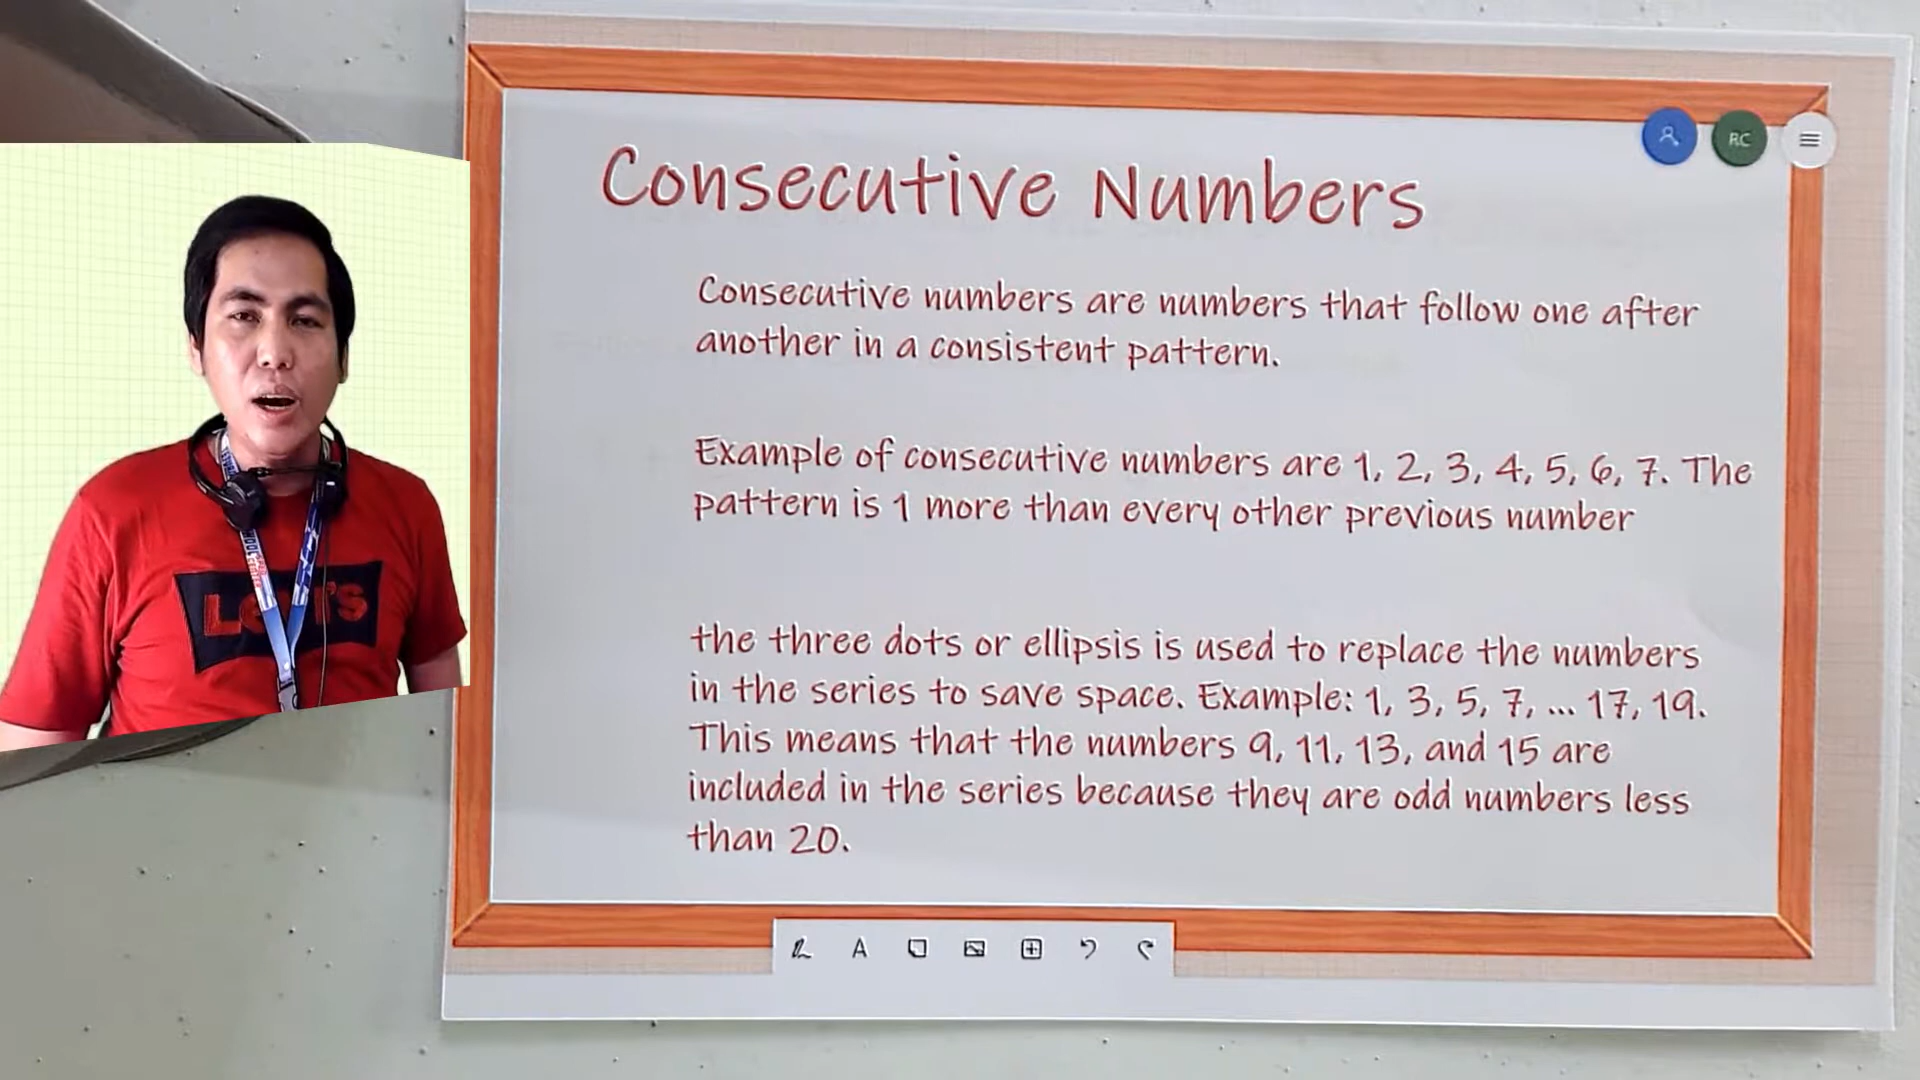 Consecutive Numbers
RC
Consecutive numbers are numbers that follow one after
another in a consistent pattern.
Example of consecutive numbers are 1, 2, 3, 4, 5, 6, 7. The
pattern is 1 more than every other previous number
the three dots or ellipsis is used to replace the numbers
in the series to save space. Example: 1, 3, 5, 7, ... 17, 19.
This means that the numbers 9, 11, 13, and 15 are
included in the series because they are odd numbers less
than 20.
A